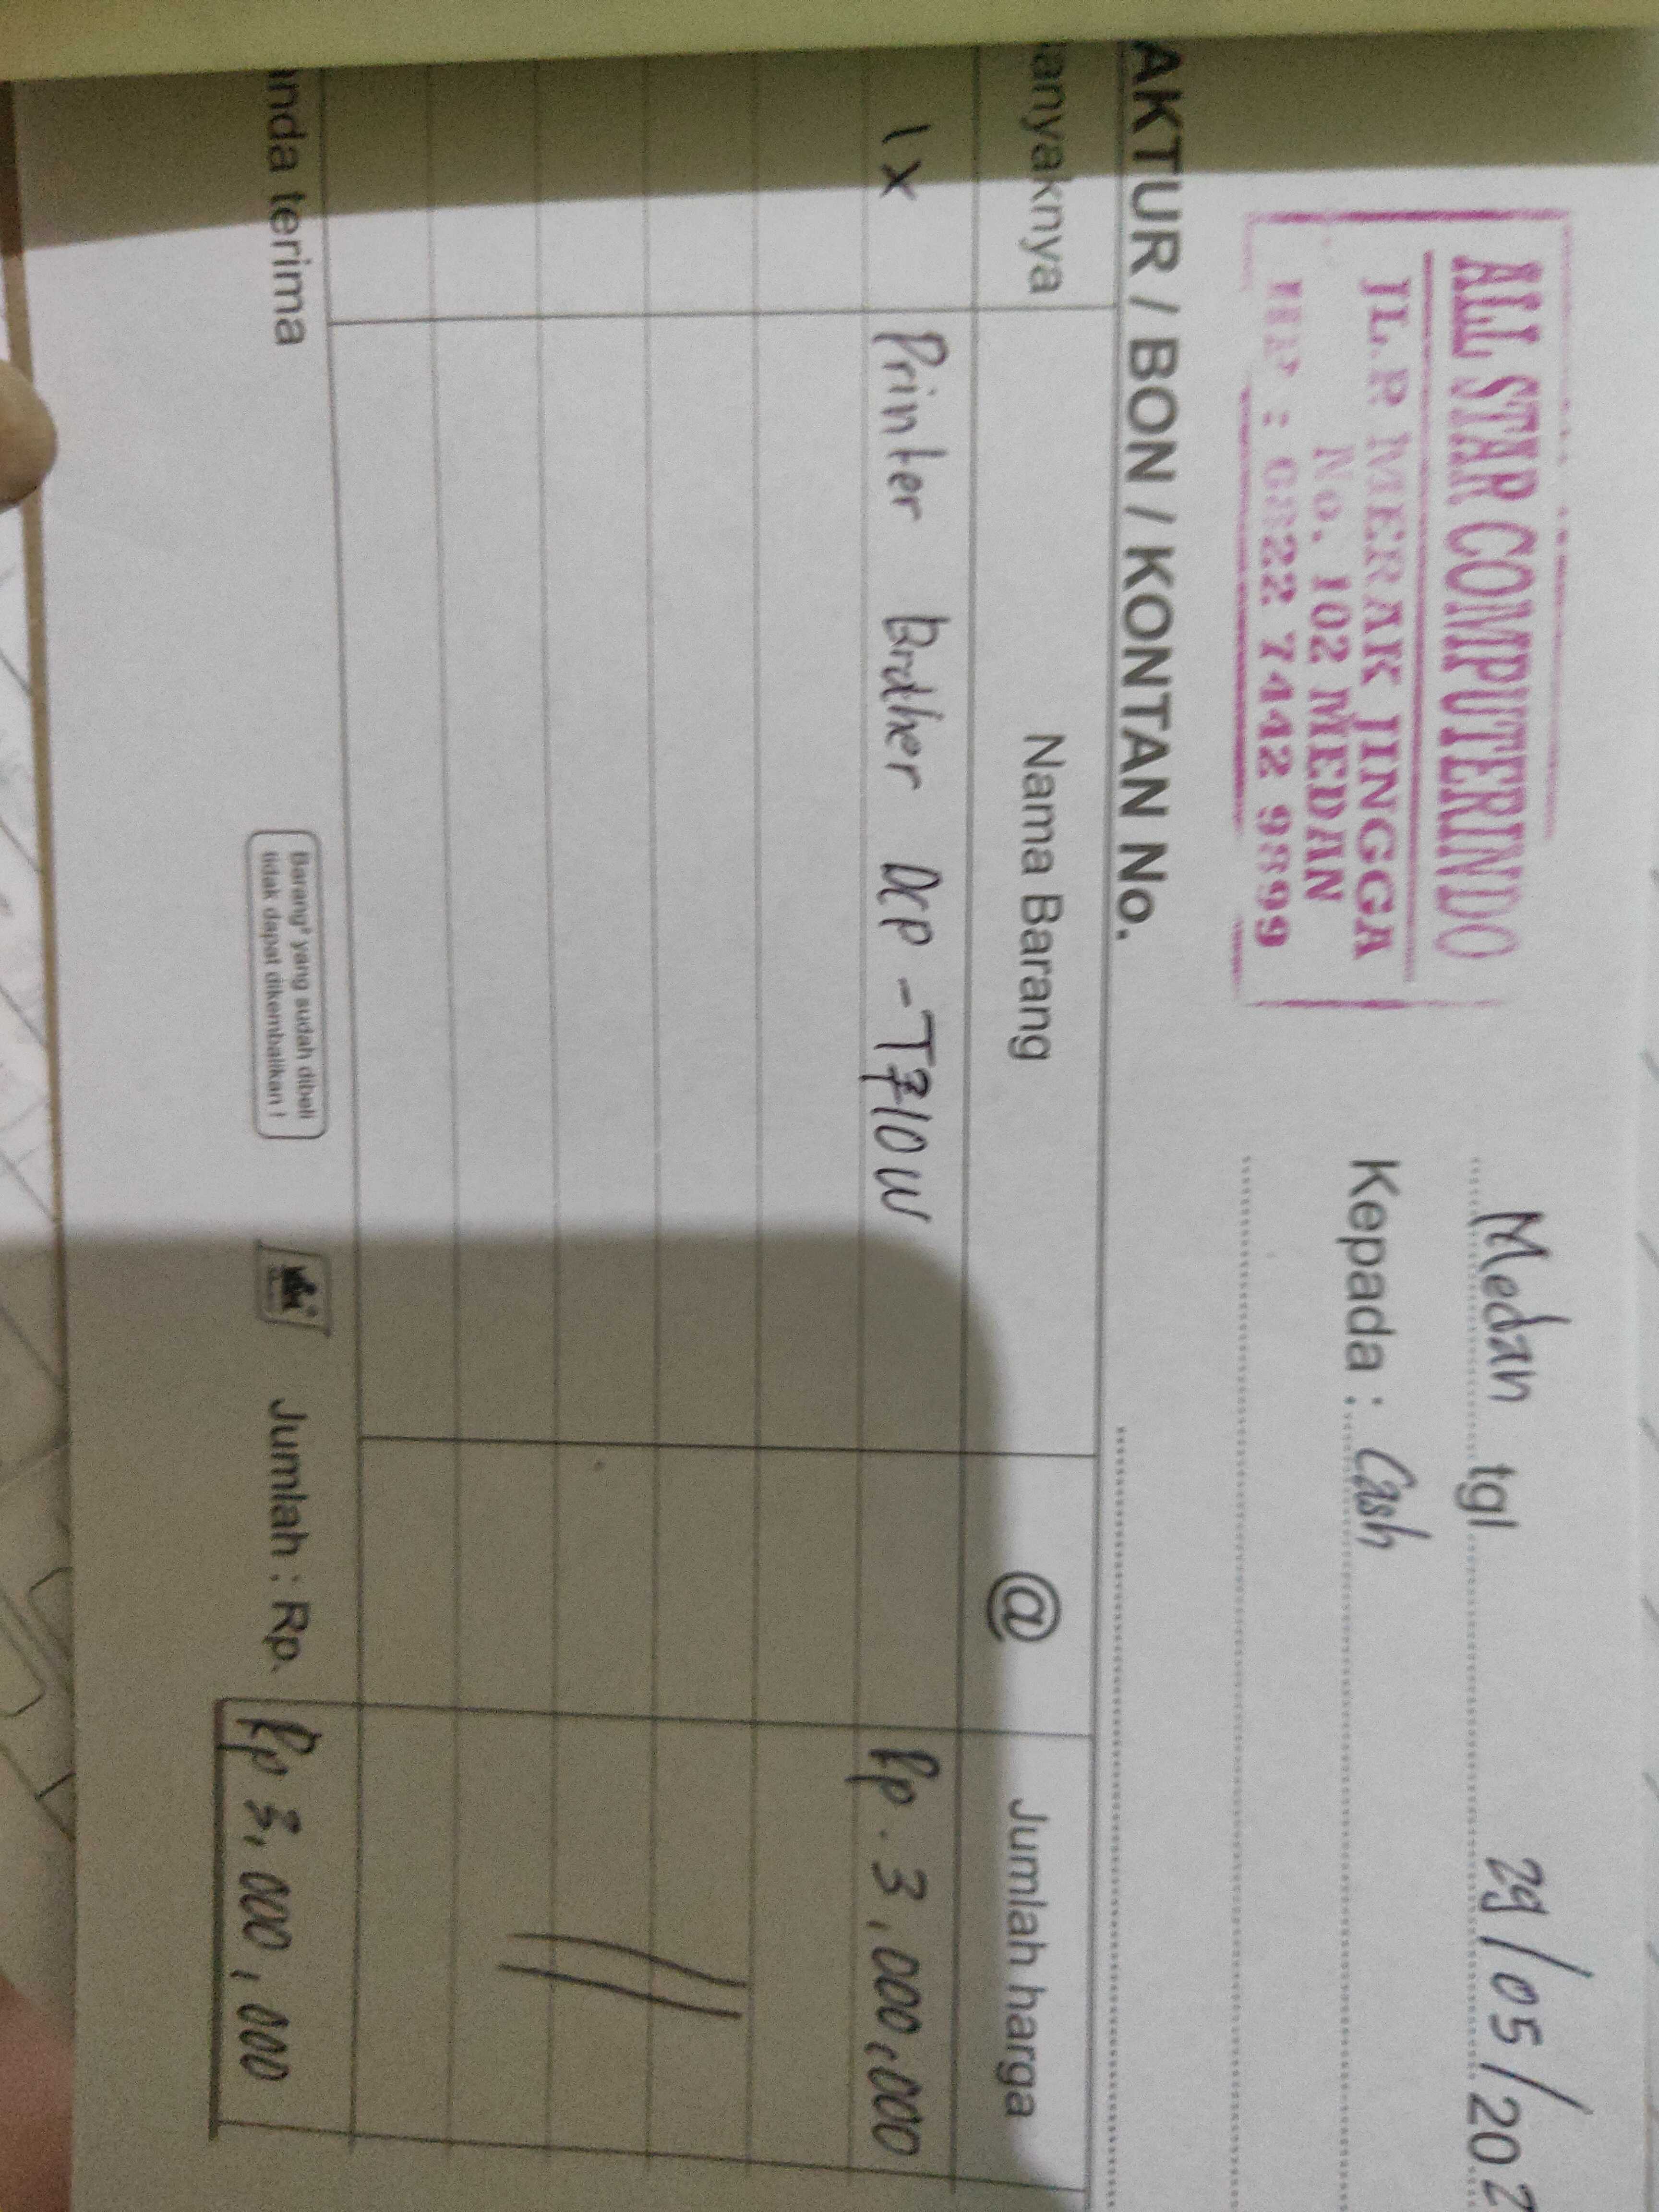 ALL STAR COMPUTERINDO
JL.P MERAK JINGGA
No. 102 MEDAN
HP : 0822 7442 9899
Medan tgl 29/05/202
Kepada : Cash
AKTUR / BON / KONTAN No.
anyaknya Nama Barang @ Jumlah harga
1 x Printer Brother DCP -T710W Rp. 3,000,000
anda terima
Barang² yang sudah dibeli
tidak dapat dikembalikan !
Jumlah : Rp. Rp 3,000,000